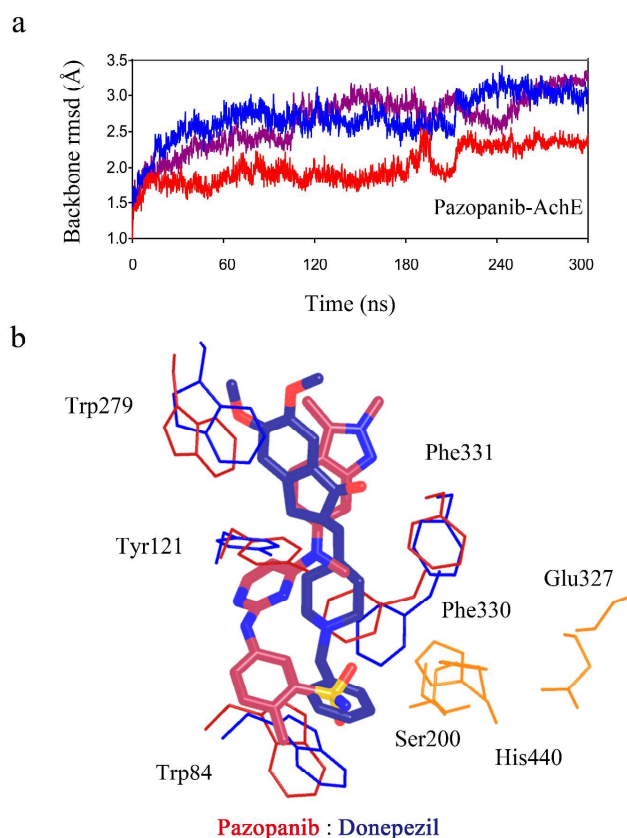 a
3.5
3.0
2.5
2.0
1.5
1.0
Backbone rmsd (Å)
Pazopanib-AchE
0 60 120 180 240 300
Time (ns)
b
Trp279
Phe331
Tyr121
Glu327
Phe330
Ser200
His440
Trp84
Pazopanib : Donepezil